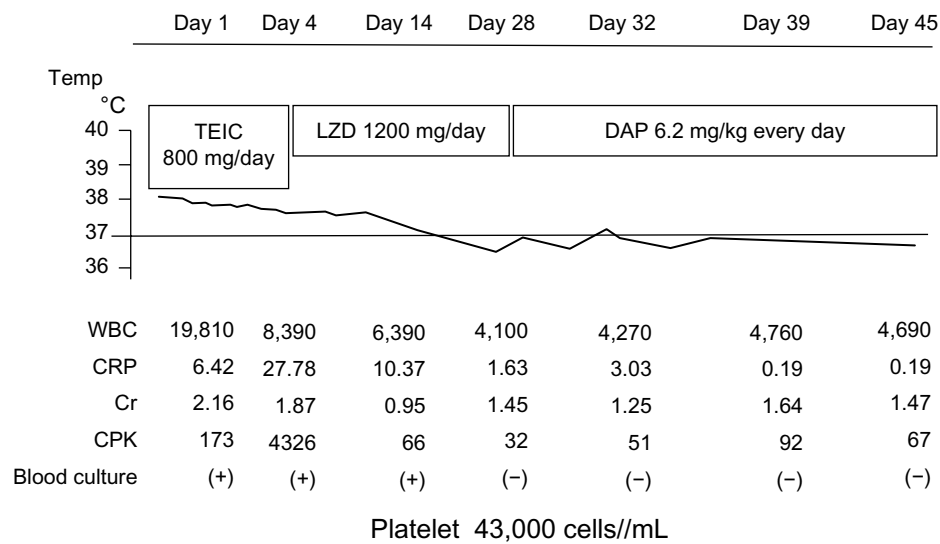 Day 1 Day 4 Day 14 Day 28 Day 32 Day 39 Day 45
Temp
°C
40
39
38
37
36
TEIC
800 mg/day
LZD 1200 mg/day
DAP 6.2 mg/kg every day
WBC 19,810 8,390 6,390 4,100 4,270 4,760 4,690
CRP 6.42 27.78 10.37 1.63 3.03 0.19 0.19
Cr 2.16 1.87 0.95 1.45 1.25 1.64 1.47
CPK 173 4326 66 32 51 92 67
Blood culture (+) (+) (+) (−) (−) (−) (−)
Platelet 43,000 cells//mL